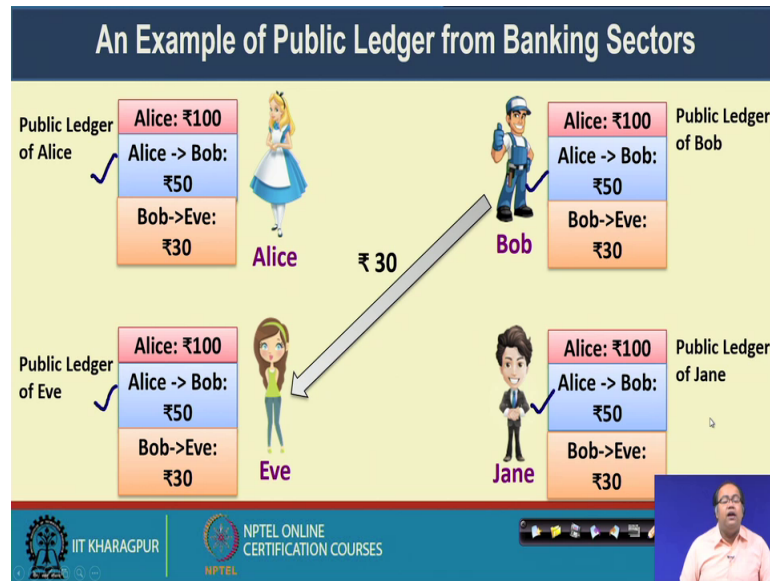 An Example of Public Ledger from Banking Sectors
Public Ledger
of Alice
Alice: ₹100
Alice -> Bob:
₹50
Bob->Eve:
₹30
Alice
₹ 30
Bob
Alice: ₹100
Alice -> Bob:
₹50
Bob->Eve:
₹30
Public Ledger
of Bob
Public Ledger
of Eve
Alice: ₹100
Alice -> Bob:
₹50
Bob->Eve:
₹30
Eve
Jane
Alice: ₹100
Alice -> Bob:
₹50
Bob->Eve:
₹30
Public Ledger
of Jane
IIT KHARAGPUR
NPTEL
NPTEL ONLINE
CERTIFICATION COURSES